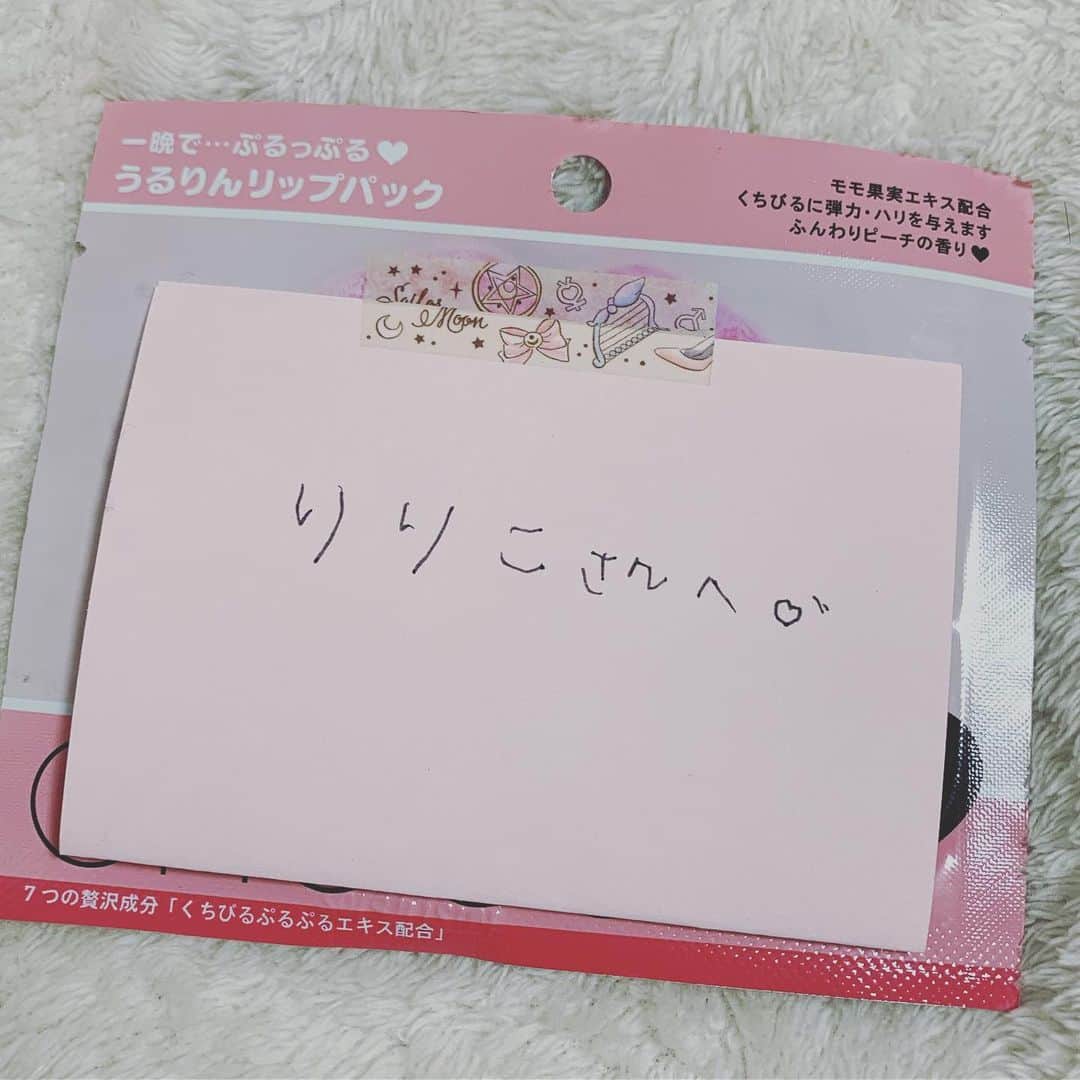 一晩で…ぷるっぷる♥
うるりんリップパック
モモ果実エキス配合
くちびるに弾力・ハリを与えます
ふんわりピーチの香り♥
Sailor
Moon
りりこさんへ♡
7つの贅沢成分「くちびるぷるぷるエキス配合」